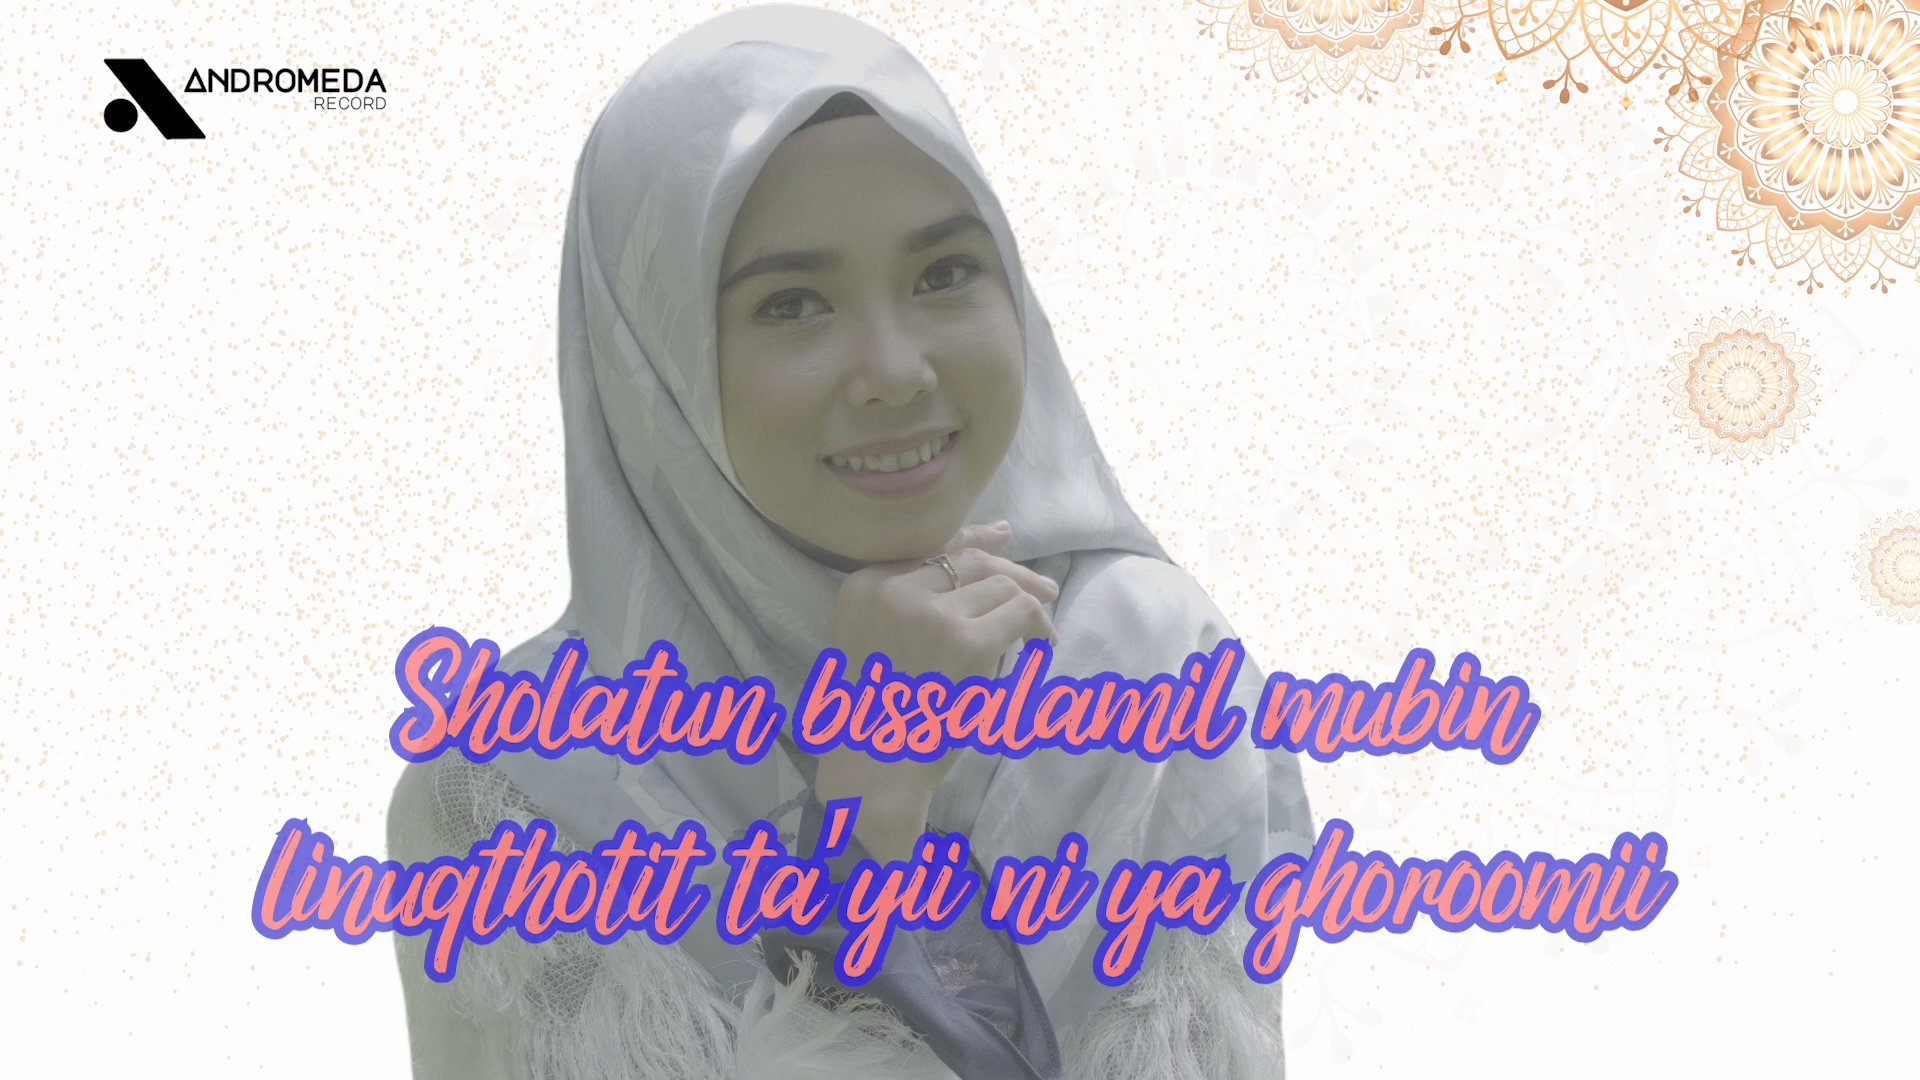 ANDROMEDA
RECORD
Sholatun bissalamil mubin
linuqthotit ta'yii ni ya ghoroomii